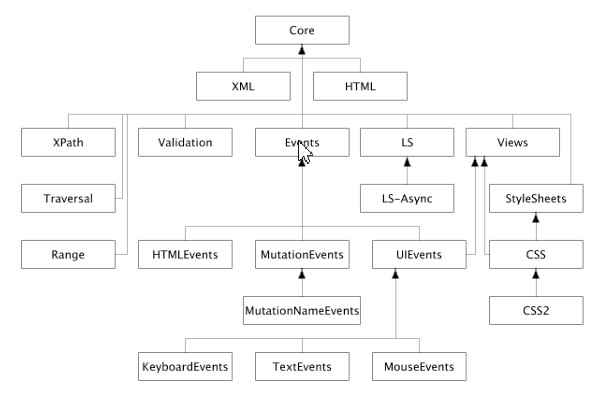 Core
XML
HTML
XPath
Validation
Events
LS
Views
Traversal
LS-Async
StyleSheets
Range
HTMLEvents
MutationEvents
UIEvents
CSS
MutationNameEvents
CSS2
KeyboardEvents
TextEvents
MouseEvents